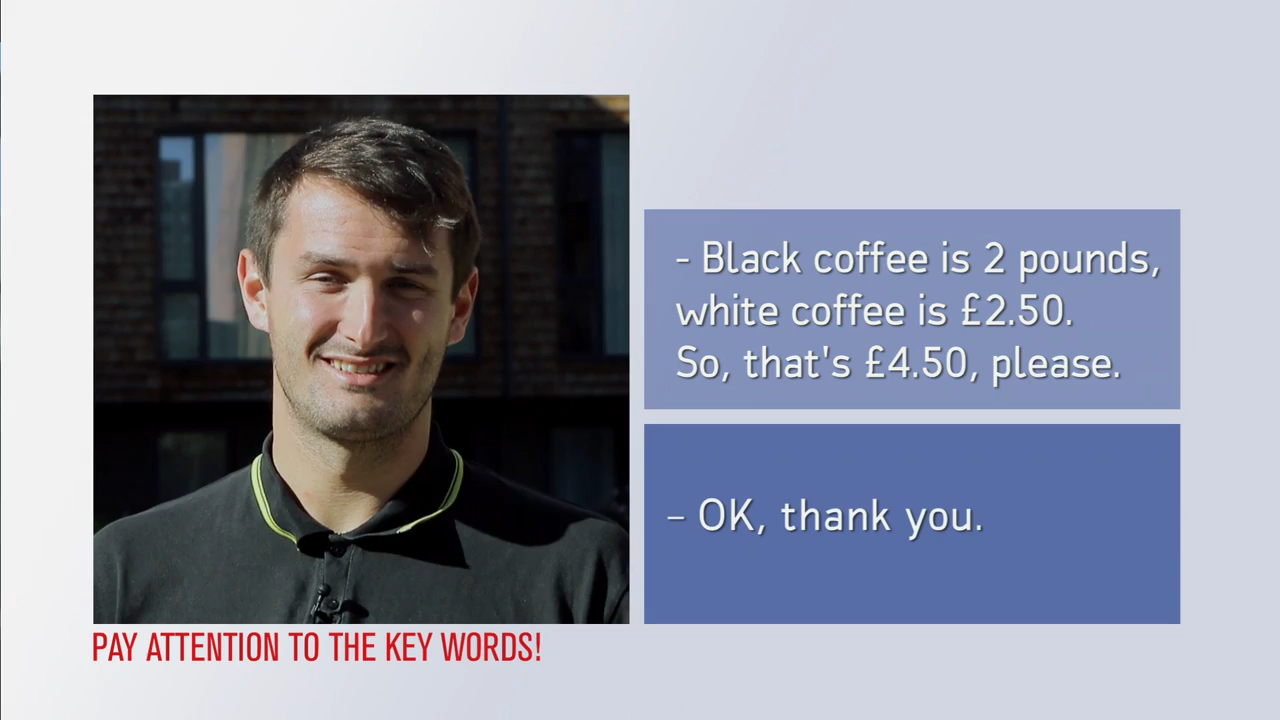 - Black coffee is 2 pounds,
white coffee is £2.50.
So, that's £4.50, please.
– OK, thank you.
PAY ATTENTION TO THE KEY WORDS!